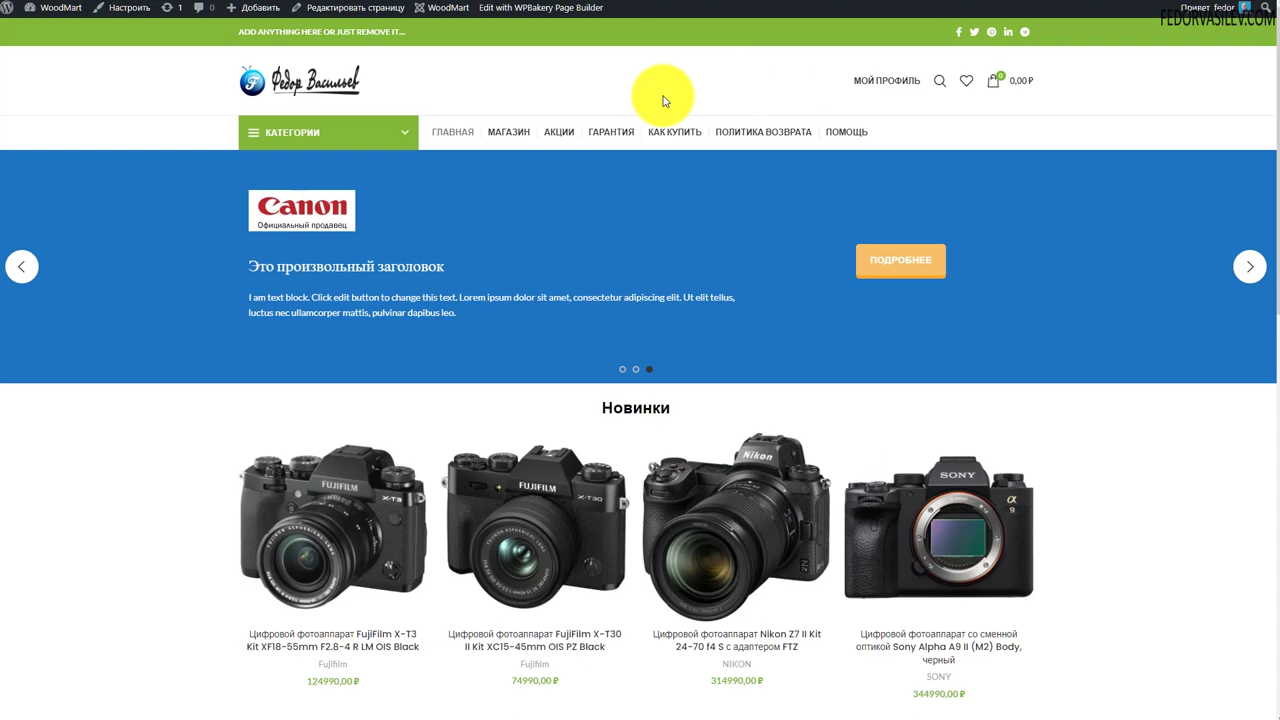 WoodMart Настроить 1 0 Добавить Редактировать страницу WoodMart Edit with WPBakery Page Builder Привет, fedor
FEDORVASILEV.COM
ADD ANYTHING HERE OR JUST REMOVE IT...
Федор Васильев
МОЙ ПРОФИЛЬ 0 0,00 ₽
КАТЕГОРИИ ГЛАВНАЯ МАГАЗИН АКЦИИ ГАРАНТИЯ КАК КУПИТЬ ПОЛИТИКА ВОЗВРАТА ПОМОЩЬ
Canon
Официальный продавец
Это произвольный заголовок
ПОДРОБНЕЕ
I am text block. Click edit button to change this text. Lorem ipsum dolor sit amet, consectetur adipiscing elit. Ut elit tellus,
luctus nec ullamcorper mattis, pulvinar dapibus leo.
Новинки
FUJIFILM X-T3
FUJIFILM X-T30
Nikon
SONY α 9
Цифровой фотоаппарат FujiFilm X-T3
Kit XF18-55mm F2.8-4 R LM OIS Black
Fujifilm
124990,00 ₽
Цифровой фотоаппарат FujiFilm X-T30
II Kit XC15-45mm OIS PZ Black
Fujifilm
74990,00 ₽
Цифровой фотоаппарат Nikon Z7 II Kit
24-70 f4 S с адаптером FTZ
NIKON
314990,00 ₽
Цифровой фотоаппарат со сменной
оптикой Sony Alpha A9 II (M2) Body,
черный
SONY
344990,00 ₽